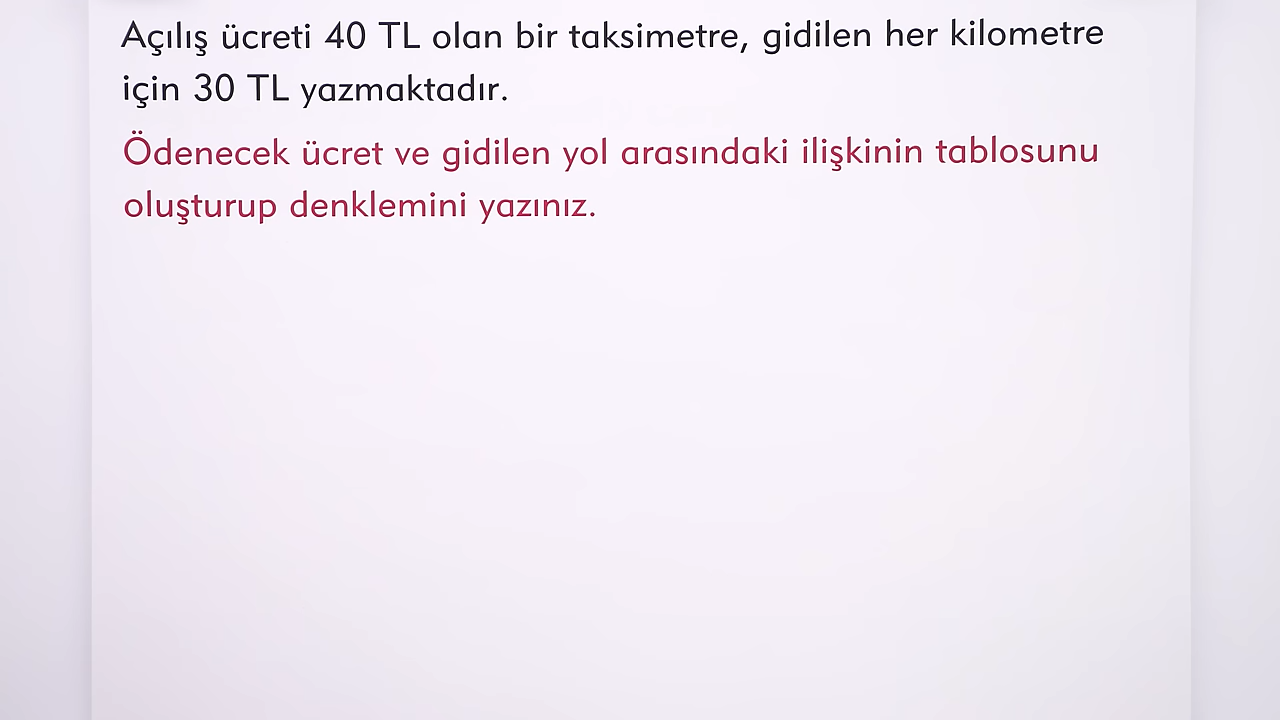 Açılış ücreti 40 TL olan bir taksimetre, gidilen her kilometre
için 30 TL yazmaktadır.
Ödenecek ücret ve gidilen yol arasındaki ilişkinin tablosunu
oluşturup denklemini yazınız.